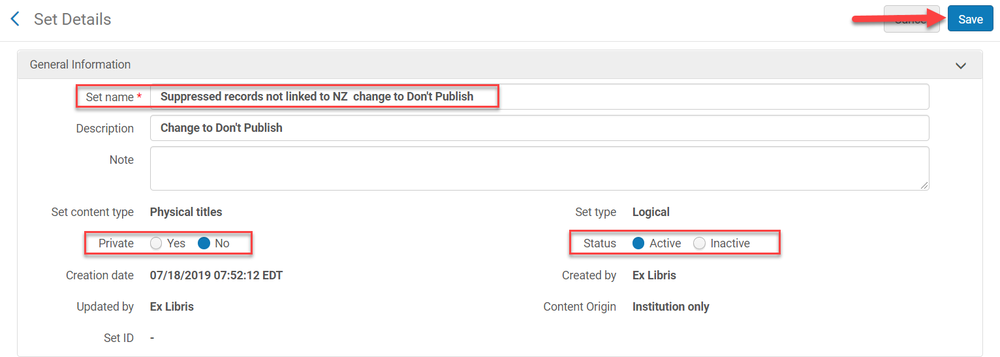 Set Details
Cancel Save
General Information
Set name * Suppressed records not linked to NZ  change to Don't Publish
Description Change to Don't Publish
Note
Set content type Physical titles Set type Logical
Private Yes No Status Active Inactive
Creation date 07/18/2019 07:52:12 EDT Created by Ex Libris
Updated by Ex Libris Content Origin Institution only
Set ID -